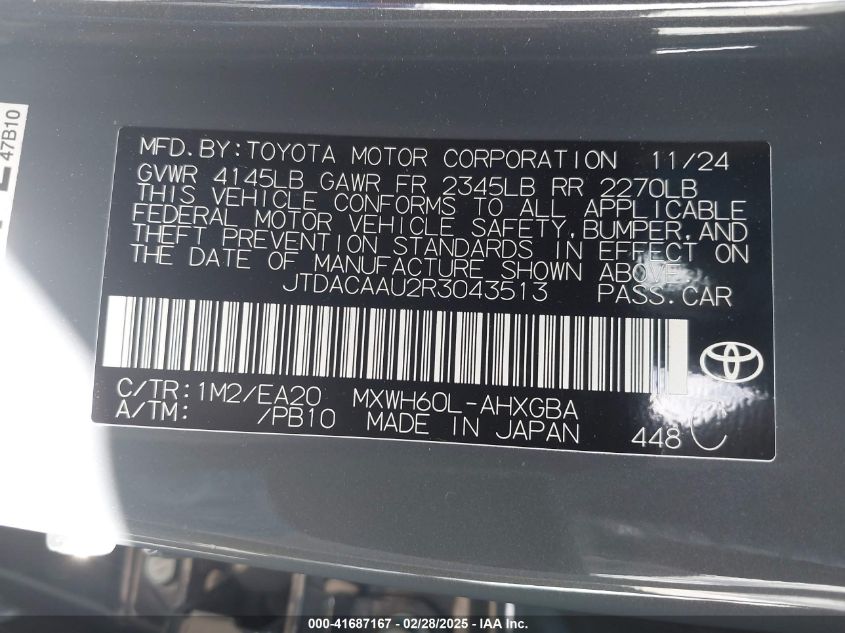 47B10
MFD.BY:TOYOTA MOTOR CORPORATION 11/24
GVWR 4145LB GAWR FR 2345LB RR 2270LB
THIS VEHICLE CONFORMS TO ALL APPLICABLE
FEDERAL MOTOR VEHICLE SAFETY,BUMPER,AND
THEFT PREVENTION STANDARDS IN EFFECT ON
THE DATE OF MANUFACTURE SHOWN ABOVE.
JTDACAAU2R3043513 PASS.CAR
C/TR:1M2/EA20 MXWH60L-AHXGBA
A/TM: /PB10 MADE IN JAPAN 448 C
000-41687167 - 02/28/2025 - IAA Inc.